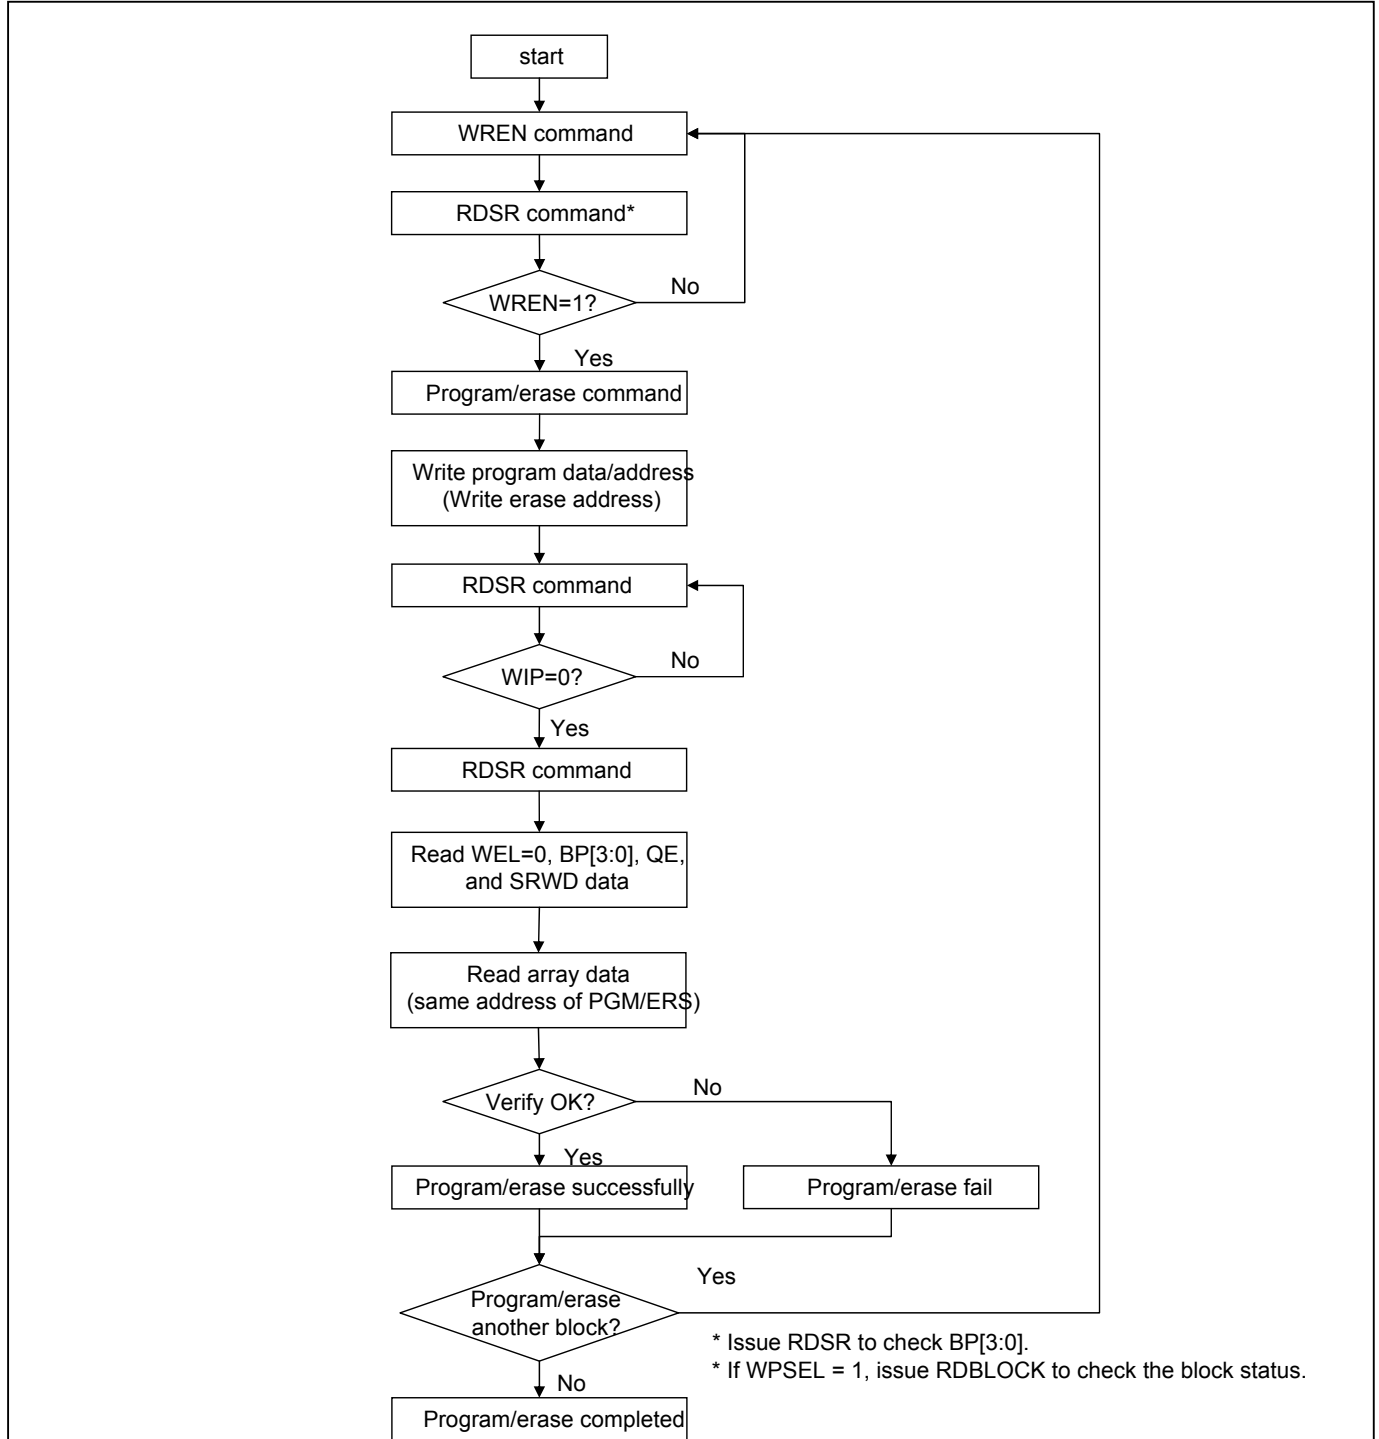 start
WREN command
RDSR command*
WREN=1?
No
Yes
Program/erase command
Write program data/address
(Write erase address)
RDSR command
WIP=0?
No
Yes
RDSR command
Read WEL=0, BP[3:0], QE,
and SRWD data
Read array data
(same address of PGM/ERS)
Verify OK?
No
Yes
Program/erase successfully
Program/erase fail
Program/erase
another block?
Yes
* Issue RDSR to check BP[3:0].
* If WPSEL = 1, issue RDBLOCK to check the block status.
No
Program/erase completed